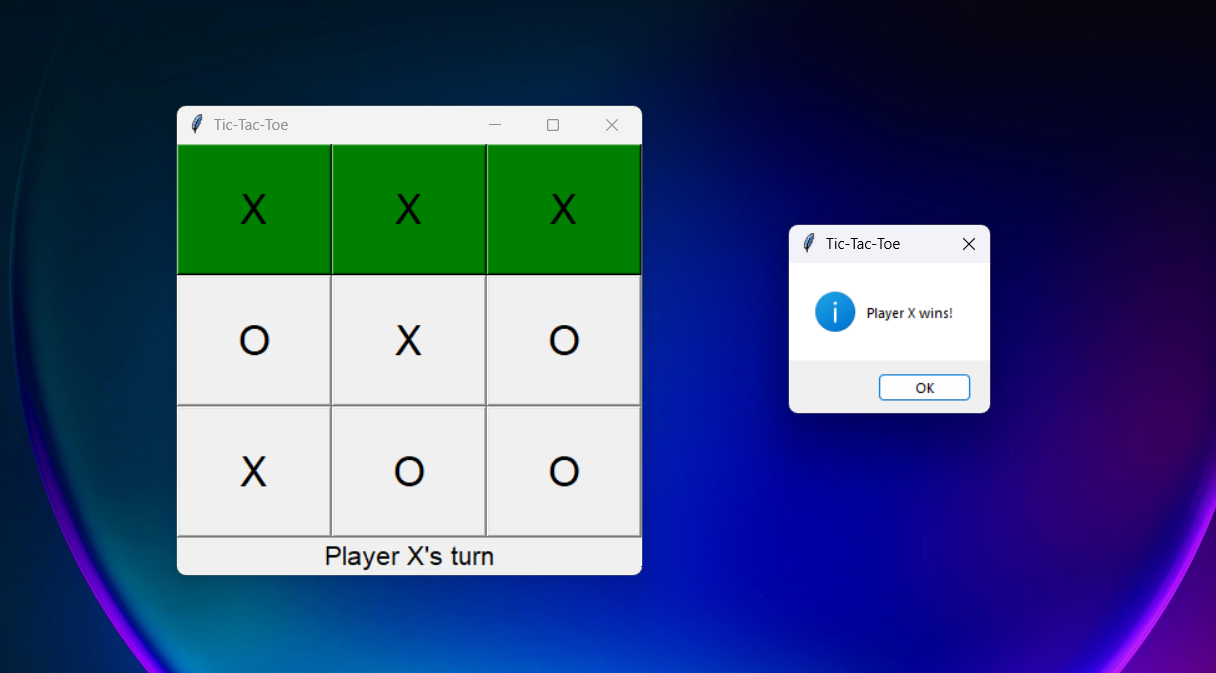 Tic-Tac-Toe
X X X
O X O
X O O
Player X's turn
Tic-Tac-Toe
i Player X wins!
OK